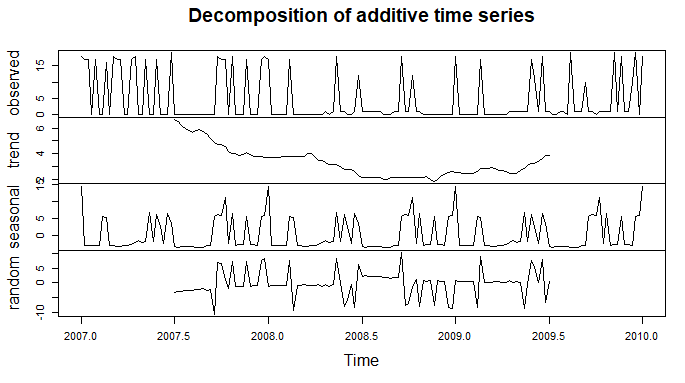 Decomposition of additive time series
observed
0 5 15
trend
2 4 6
seasonal
0 5 15
random
-10 0 5
2007.0 2007.5 2008.0 2008.5 2009.0 2009.5 2010.0
Time